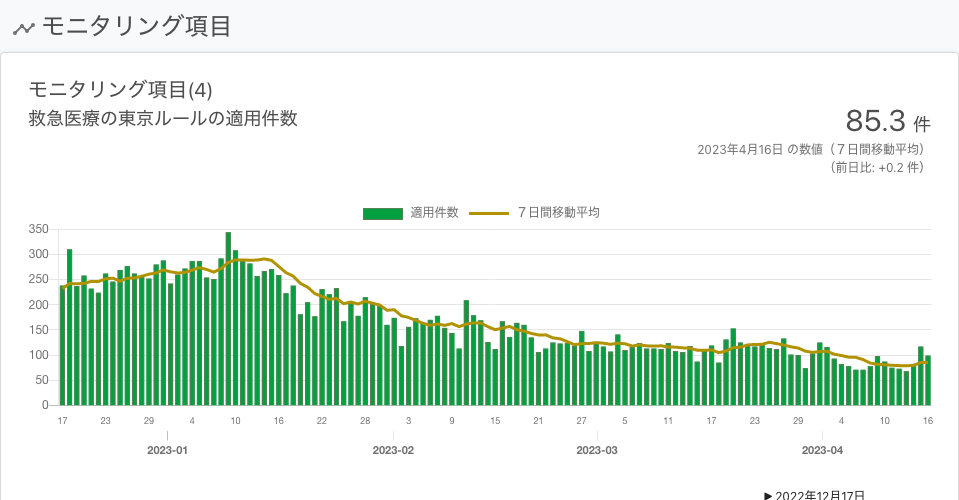 モニタリング項目
モニタリング項目(4)
救急医療の東京ルールの適用件数
85.3 件
2023年4月16日 の数値（７日間移動平均）
（前日比: +0.2 件）
適用件数 ７日間移動平均
350
300
250
200
150
100
50
0
17 23 29 4 10 16 22 28 3 9 15 21 27 5 11 17 23 29 4 10 16
2023-01 2023-02 2023-03 2023-04
▶ 2022年12月17日